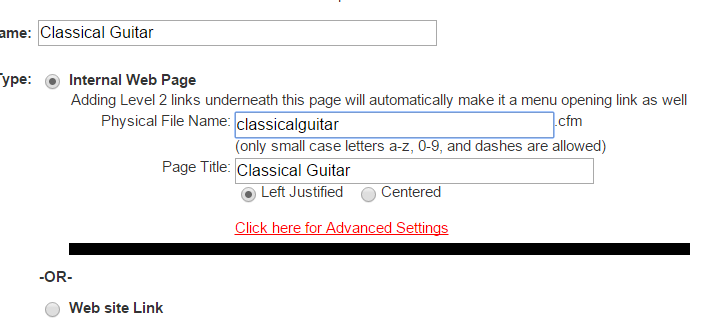 ame: Classical Guitar
Type: Internal Web Page
Adding Level 2 links underneath this page will automatically make it a menu opening link as well
Physical File Name: classicalguitar .cfm
(only small case letters a-z, 0-9, and dashes are allowed)
Page Title: Classical Guitar
Left Justified Centered
Click here for Advanced Settings
-OR-
Web site Link